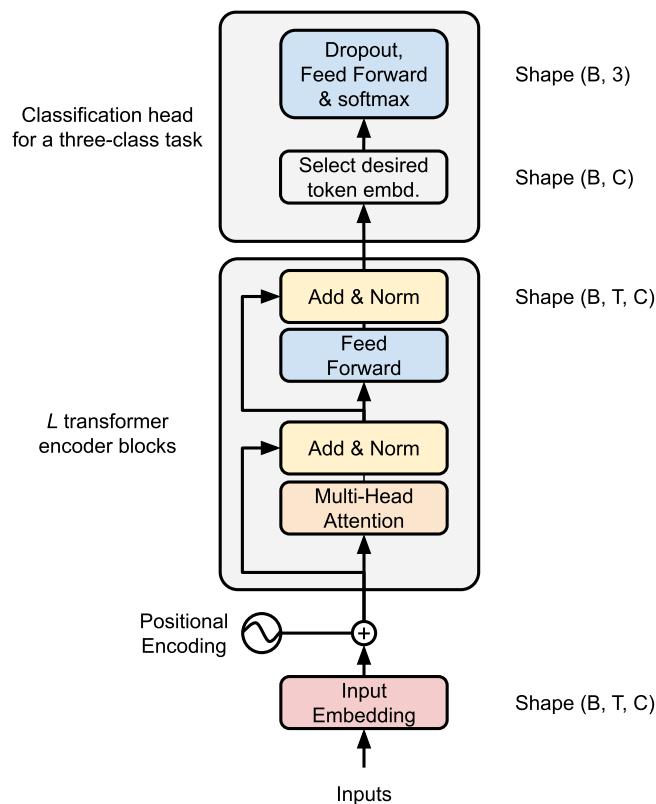 Dropout,
Feed Forward
& softmax
Shape (B, 3)
Classification head
for a three-class task
Select desired
token embd.
Shape (B, C)
Add & Norm
Shape (B, T, C)
Feed
Forward
L transformer
encoder blocks
Add & Norm
Multi-Head
Attention
Positional
Encoding
+
Input
Embedding
Shape (B, T, C)
Inputs